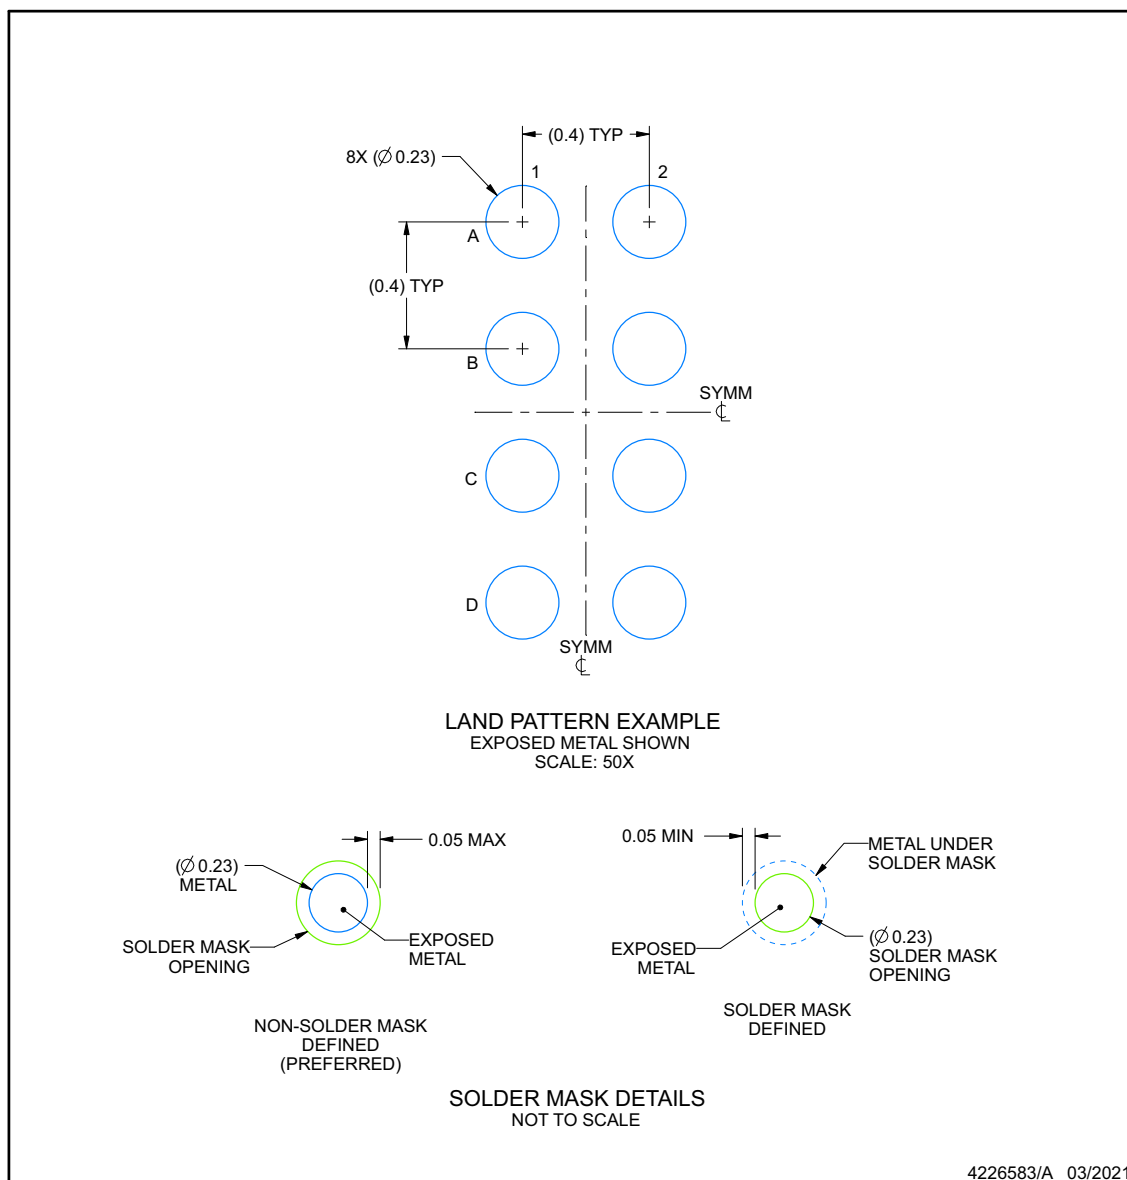 (0.4) TYP
8X (Ø 0.23)
1
2
A
(0.4) TYP
B
SYMM
℄
C
D
SYMM
℄
LAND PATTERN EXAMPLE
EXPOSED METAL SHOWN
SCALE: 50X
0.05 MAX
(Ø 0.23)
METAL
SOLDER MASK
OPENING
EXPOSED
METAL
NON-SOLDER MASK
DEFINED
(PREFERRED)
0.05 MIN
METAL UNDER
SOLDER MASK
EXPOSED
METAL
(Ø 0.23)
SOLDER MASK
OPENING
SOLDER MASK
DEFINED
SOLDER MASK DETAILS
NOT TO SCALE
4226583/A 03/2021